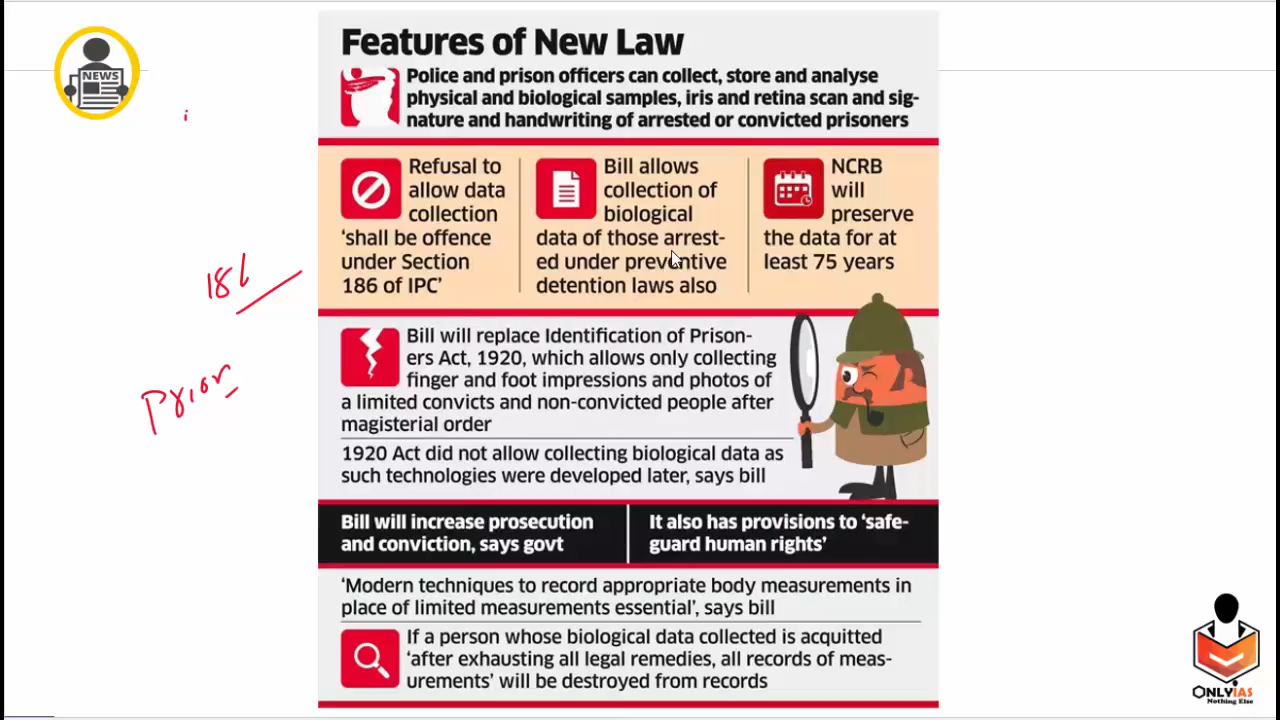 NEWS
Features of New Law
Police and prison officers can collect, store and analyse
physical and biological samples, iris and retina scan and sig-
nature and handwriting of arrested or convicted prisoners
Refusal to
allow data
collection
‘shall be offence
under Section
186 of IPC’
Bill allows
collection of
biological
data of those arrest-
ed under preventive
detention laws also
NCRB
will
preserve
the data for at
least 75 years
186
Prior
Bill will replace Identification of Prison-
ers Act, 1920, which allows only collecting
finger and foot impressions and photos of
a limited convicts and non-convicted people after
magisterial order
1920 Act did not allow collecting biological data as
such technologies were developed later, says bill
Bill will increase prosecution
and conviction, says govt
It also has provisions to ‘safe-
guard human rights’
‘Modern techniques to record appropriate body measurements in
place of limited measurements essential’, says bill
If a person whose biological data collected is acquitted
‘after exhausting all legal remedies, all records of meas-
urements’ will be destroyed from records
ONLYIAS
Nothing Else